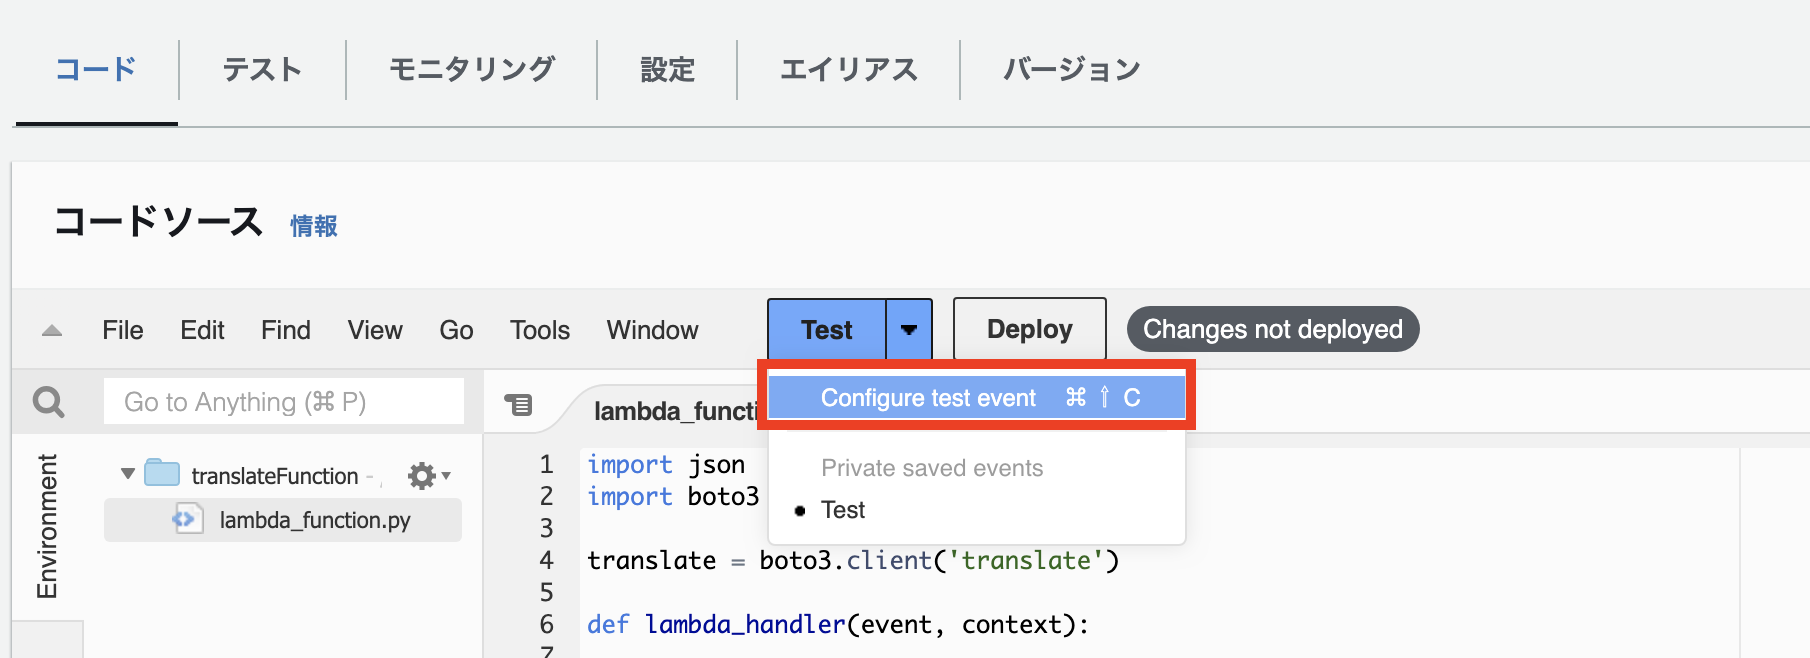 コード テスト モニタリング 設定 エイリアス バージョン
コードソース 情報
File Edit Find View Go Tools Window Test Deploy Changes not deployed
Go to Anything (⌘ P)
Configure test event ⌘ ⇧ C
Private saved events
Test
Environment
translateFunction -
lambda_function.py
lambda_functi
1 import json
2 import boto3
3
4 translate = boto3.client('translate')
5
6 def lambda_handler(event, context):
7